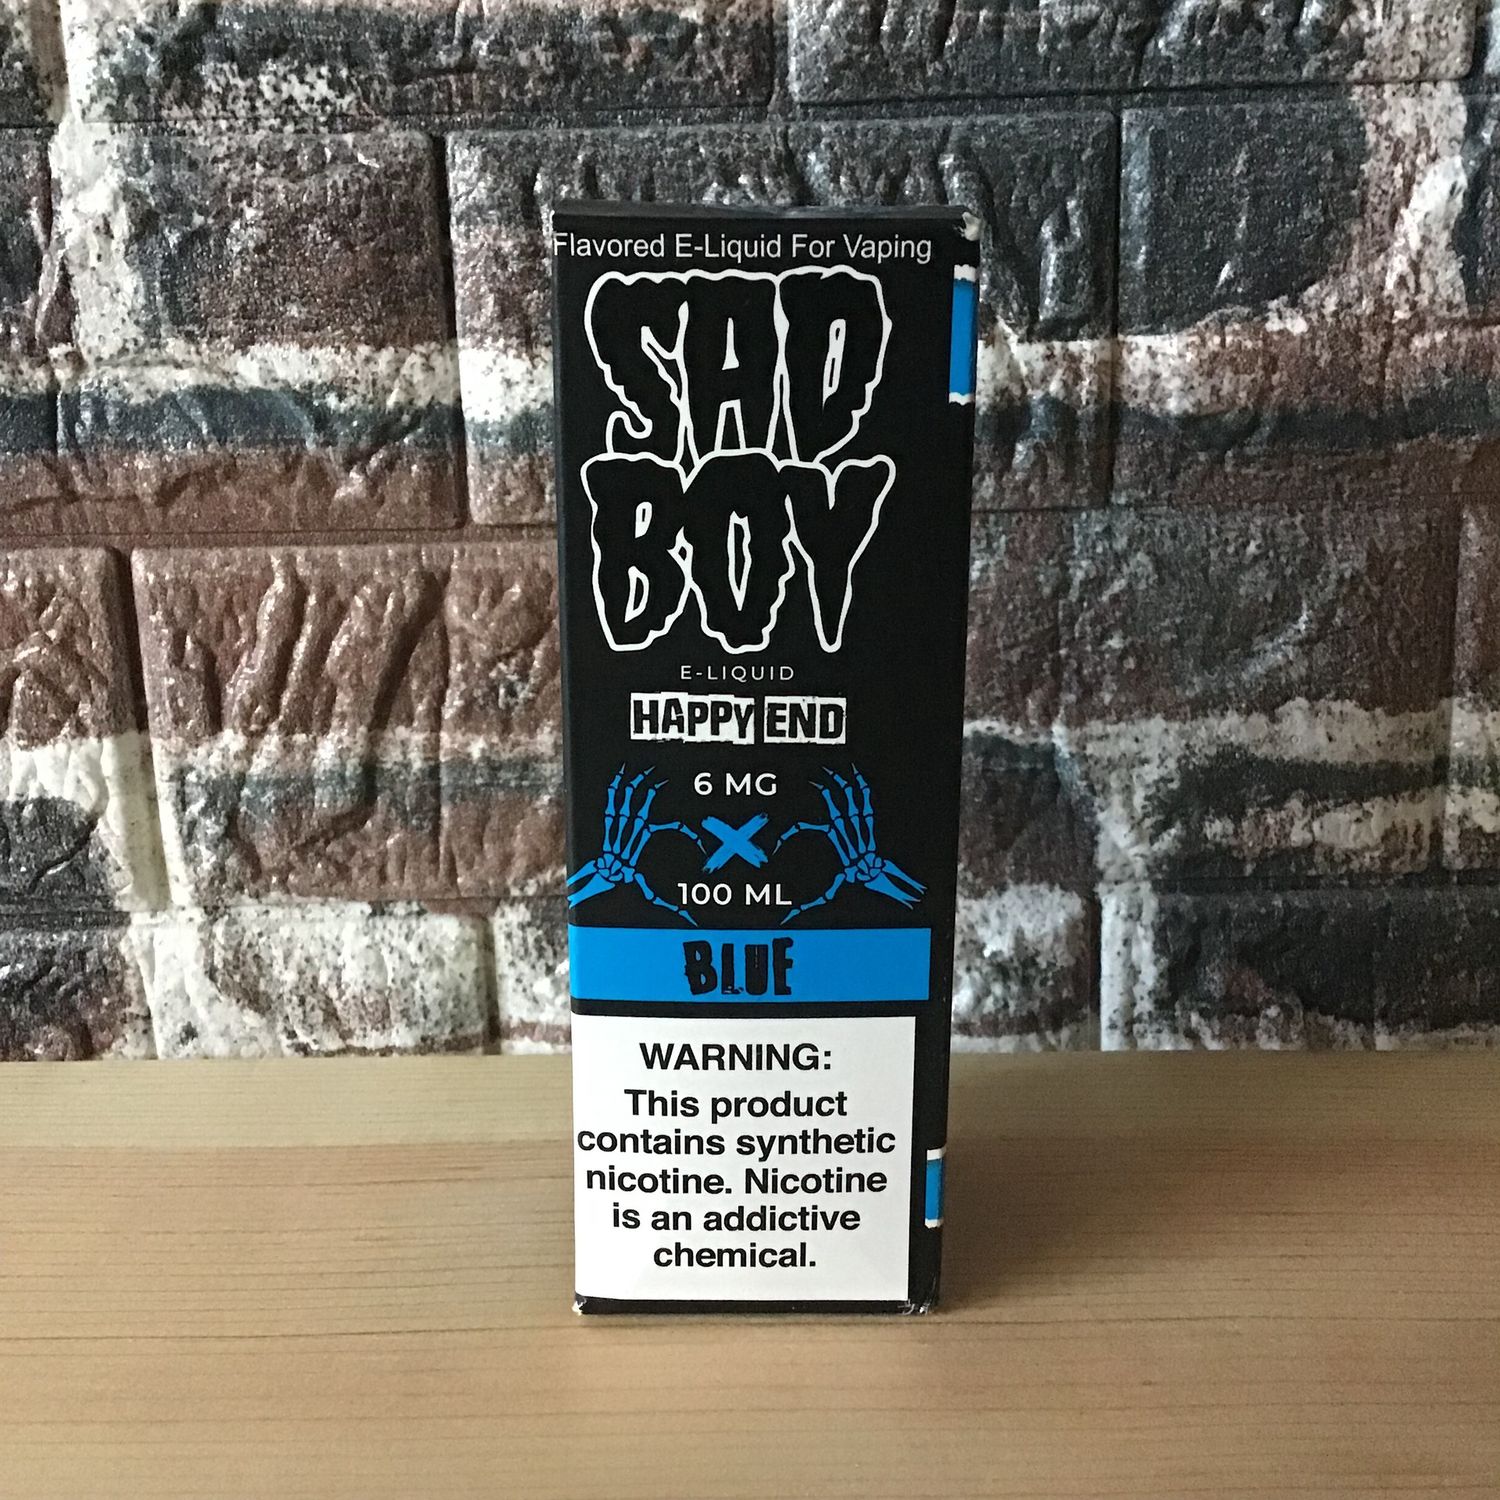 Flavored E-Liquid For Vaping
SAD
BOY
E-LIQUID
HAPPY END
6 MG
X
100 ML
BLUE
WARNING:
This product
contains synthetic
nicotine. Nicotine
is an addictive
chemical.